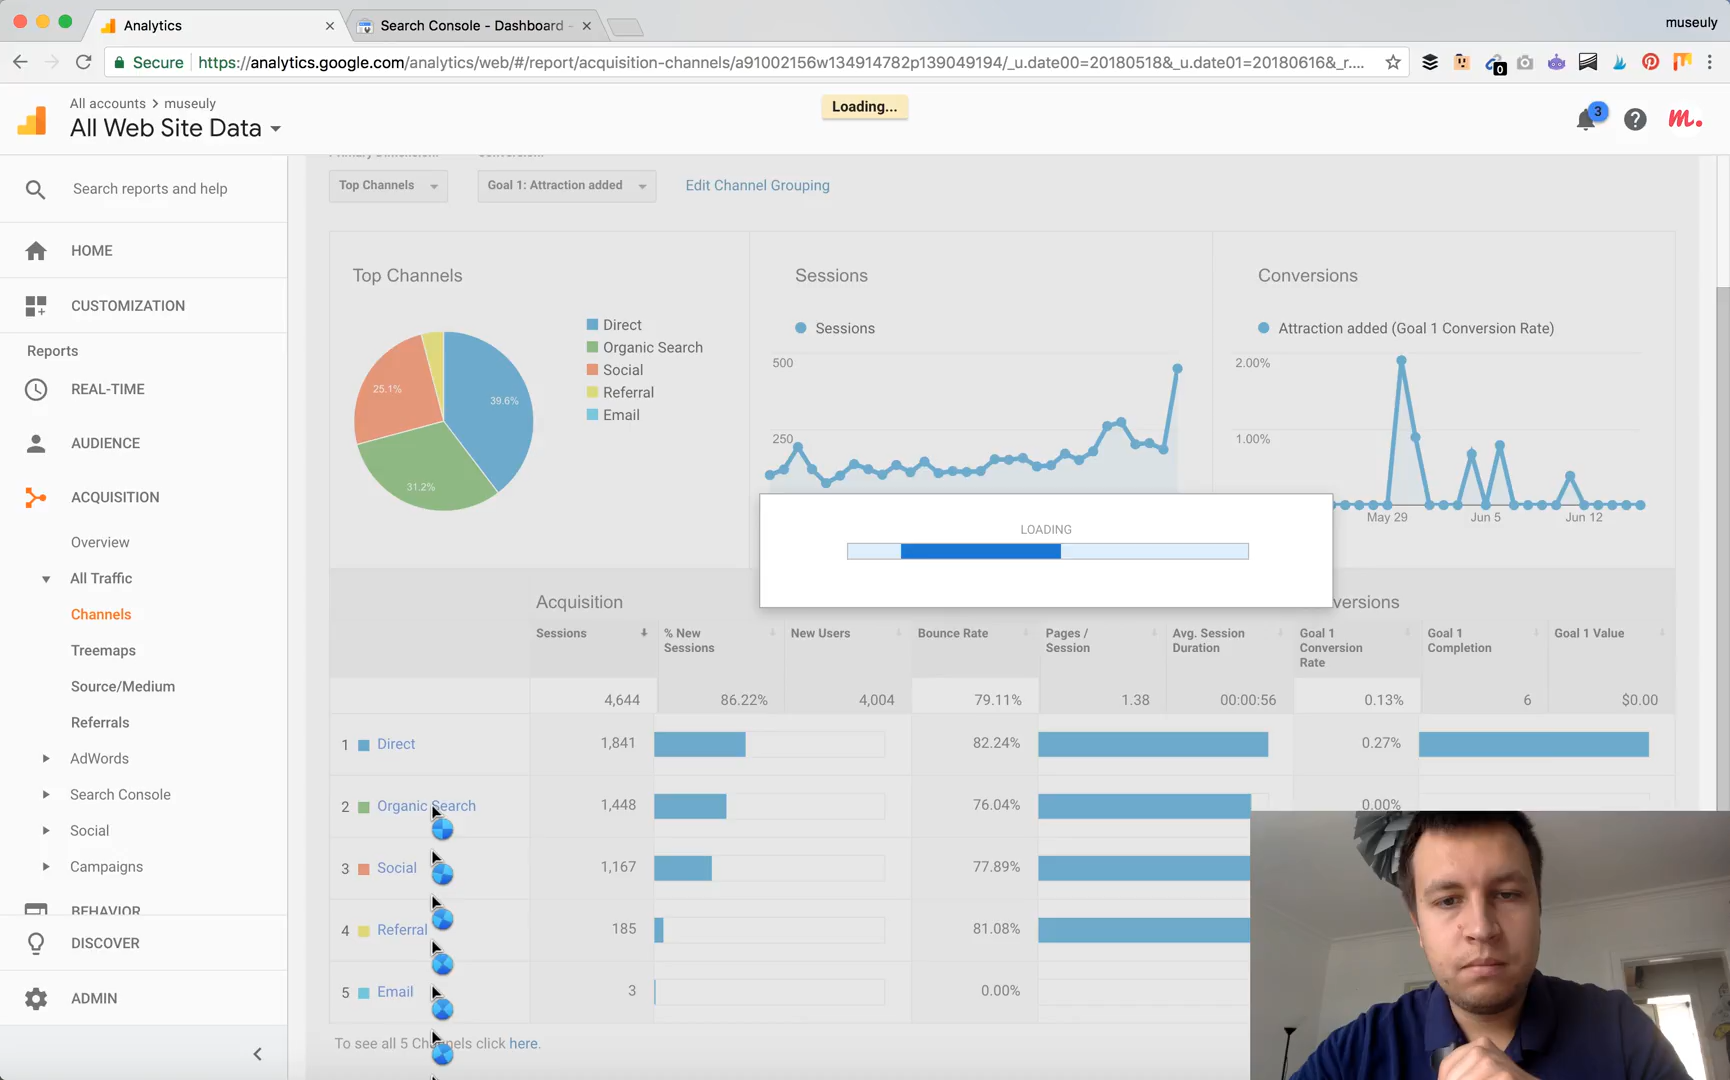 Analytics
Search Console - Dashboard -
museuly
Secure
https://analytics.google.com/analytics/web/#/report/acquisition-channels/a91002156w134914782p139049194/_u.date00=20180518&_u.date01=20180616&_r....
0
All accounts > museuly
All Web Site Data
Loading...
3
m.
Search reports and help
HOME
CUSTOMIZATION
Reports
REAL-TIME
AUDIENCE
ACQUISITION
Overview
All Traffic
Channels
Treemaps
Source/Medium
Referrals
AdWords
Search Console
Social
Campaigns
BEHAVIOR
DISCOVER
ADMIN
Primary Dimension:
Conversion:
Top Channels
Goal 1: Attraction added
Edit Channel Grouping
Top Channels
Direct
Organic Search
Social
Referral
Email
25.1%
39.6%
31.2%
Sessions
Sessions
500
250
Conversions
Attraction added (Goal 1 Conversion Rate)
2.00%
1.00%
May 29
Jun 5
Jun 12
LOADING
Acquisition
versions
Sessions
% New
Sessions
New Users
Bounce Rate
Pages /
Session
Avg. Session
Duration
Goal 1
Conversion
Rate
Goal 1
Completion
Goal 1 Value
4,644
86.22%
4,004
79.11%
1.38
00:00:56
0.13%
6
$0.00
1 Direct 1,841 82.24% 0.27%
2 Organic Search 1,448 76.04% 0.00%
3 Social 1,167 77.89%
4 Referral 185 81.08%
5 Email 3 0.00%
To see all 5 Channels click here.